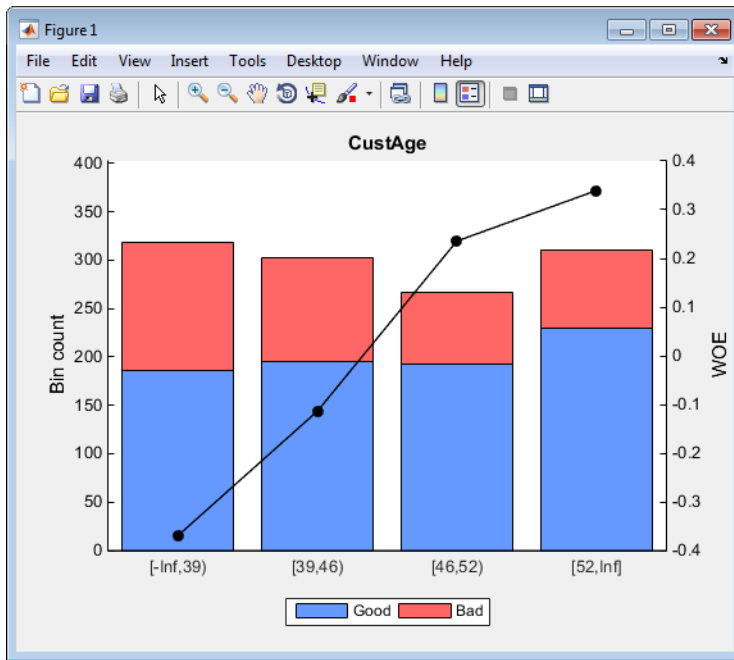 Figure 1
File Edit View Insert Tools Desktop Window Help
CustAge
400
350
300
250
200
150
100
50
0
Bin count
0.4
0.3
0.2
0.1
0
-0.1
-0.2
-0.3
-0.4
WOE
[-Inf,39) [39,46) [46,52) [52,Inf]
Good Bad